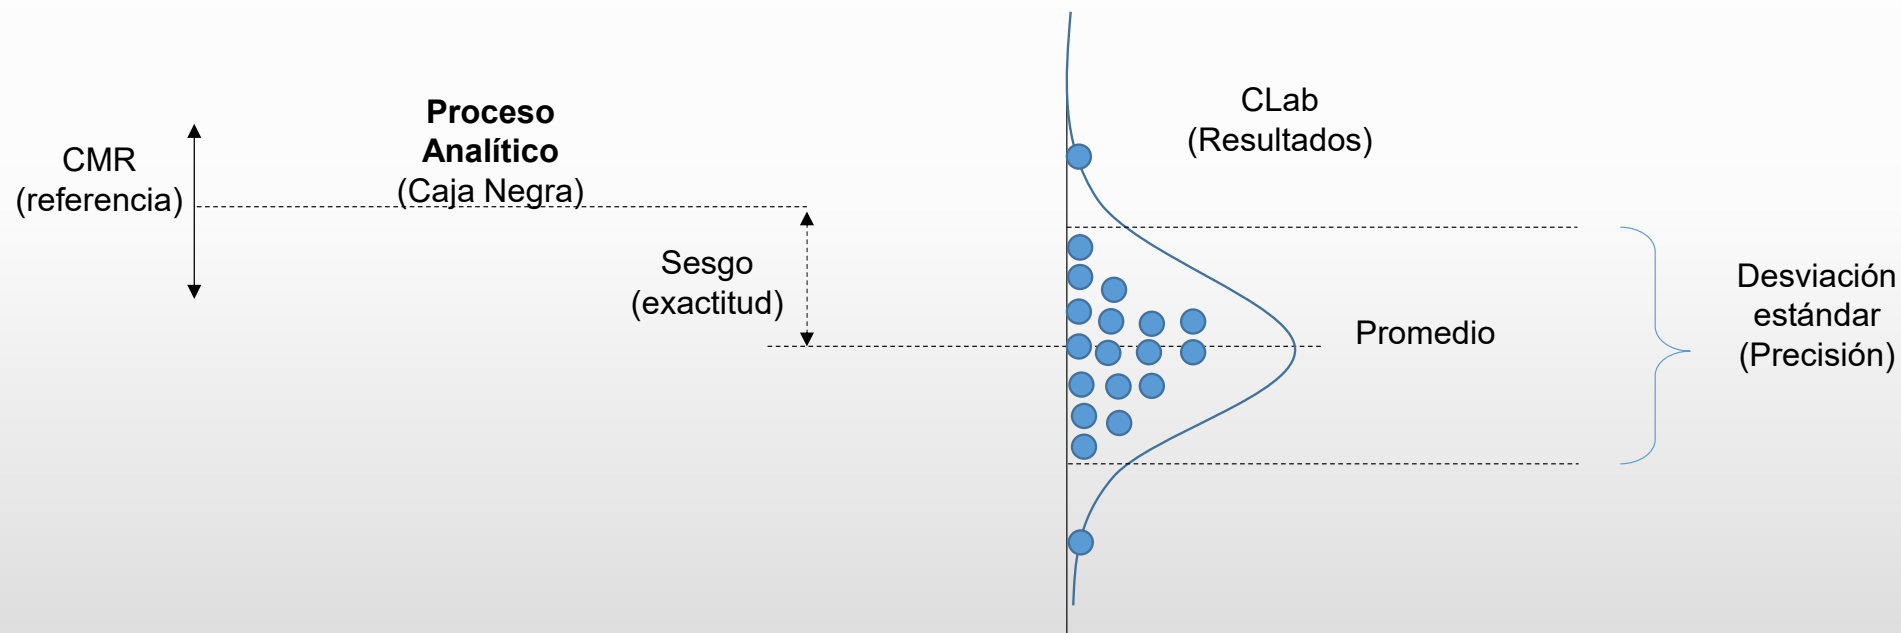 CMR
(referencia)
Proceso
Analítico
(Caja Negra)
Sesgo
(exactitud)
CLab
(Resultados)
Promedio
Desviación
estándar
(Precisión)